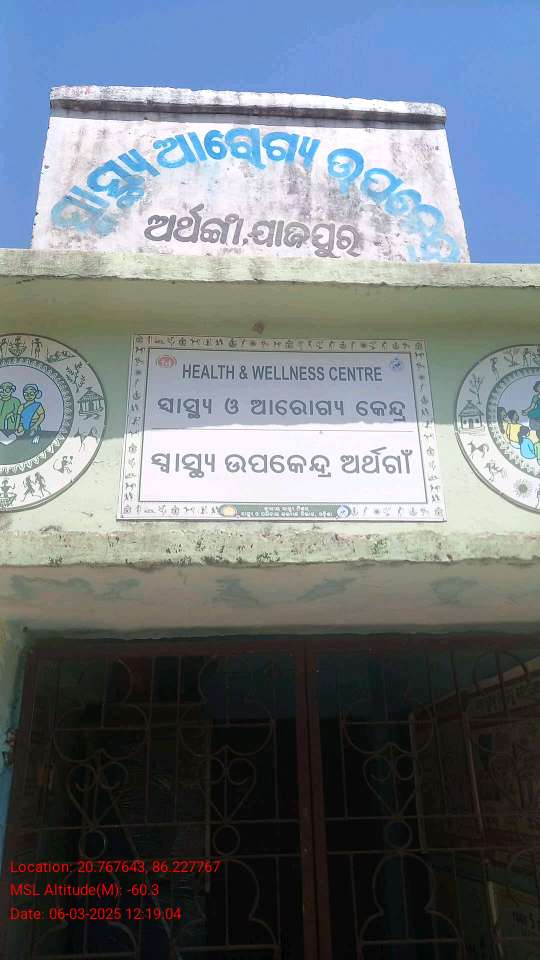 ସ୍ୱାସ୍ଥ୍ୟ ଆରୋଗ୍ୟ ଉପକେନ୍ଦ୍ର
ଅର୍ଥଙ୍ଗୀ, ଯାଜପୁର
HEALTH & WELLNESS CENTRE
ସ୍ୱାସ୍ଥ୍ୟ ଓ ଆରୋଗ୍ୟ କେନ୍ଦ୍ର
ସ୍ୱାସ୍ଥ୍ୟ ଉପକେନ୍ଦ୍ର ଅର୍ଥଗାଁ
Location: 20.767643, 86.227767
MSL Altitude(M): -60.3
Date: 06-03-2025 12:19:04